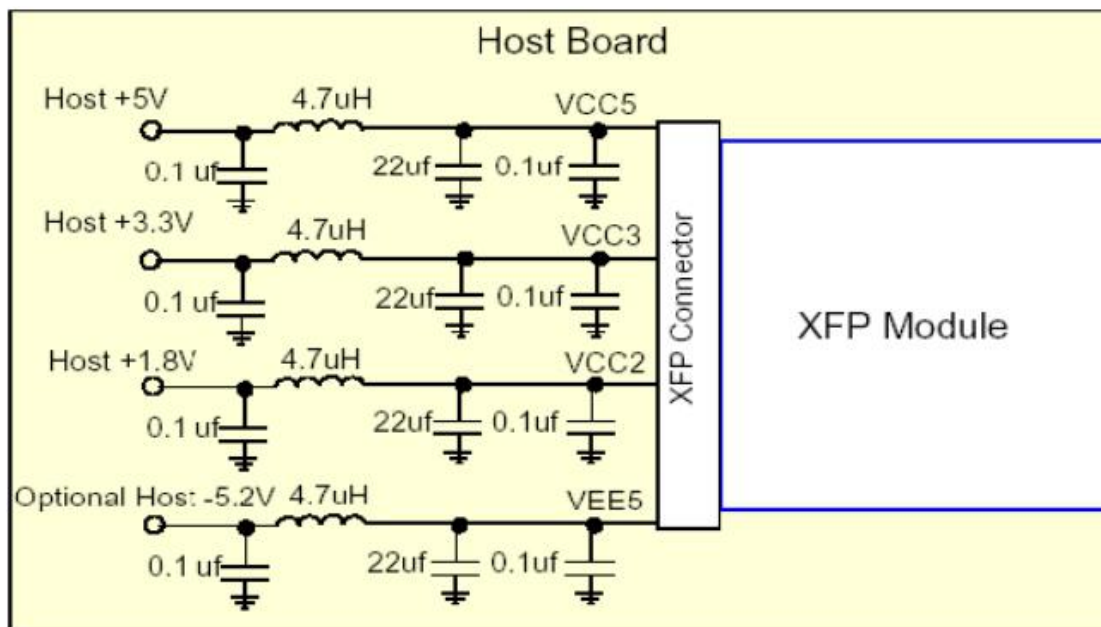 Host Board
Host +5V
4.7uH
VCC5
0.1 uf
22uf
0.1uf
Host +3.3V
4.7uH
VCC3
0.1 uf
22uf
0.1uf
Host +1.8V
4.7uH
VCC2
0.1 uf
22uf
0.1uf
Optional Host -5.2V
4.7uH
VEE5
0.1 uf
22uf
0.1uf
XFP Connector
XFP Module